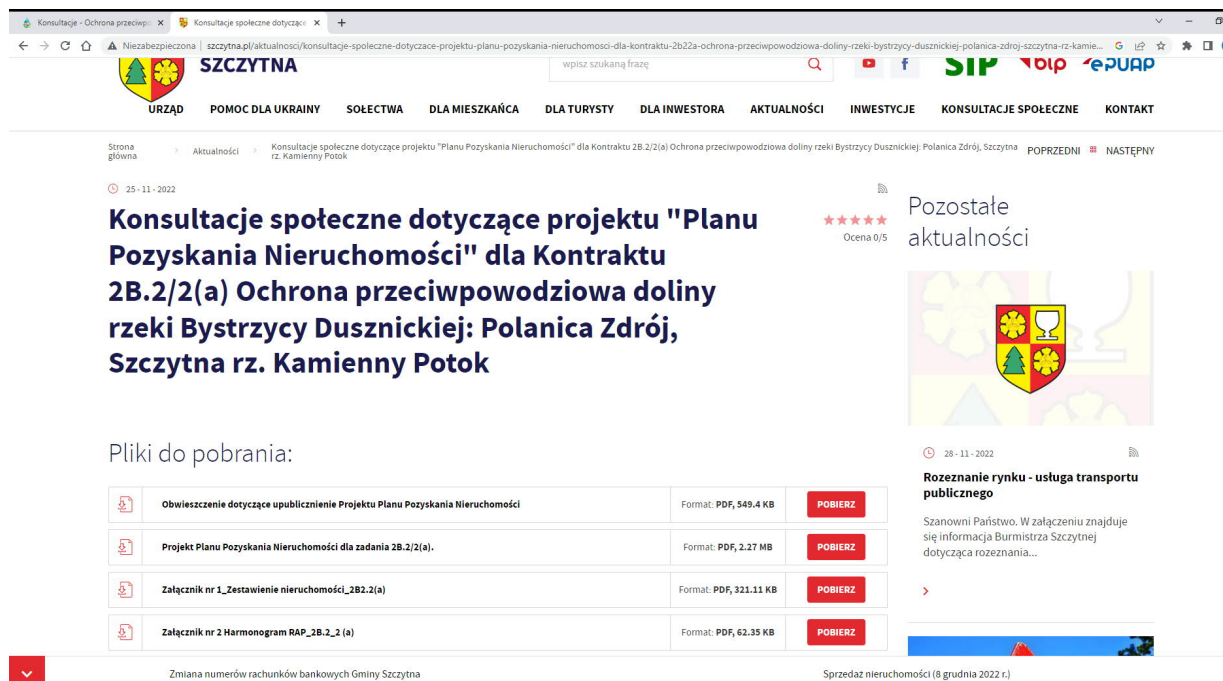 Konsultacje - Ochrona przeciwpo
Konsultacje społeczne dotyczące
Niezabezpieczona | szczytna.pl/aktualnosci/konsultacje-spoleczne-dotyczace-projektu-planu-pozyskania-nieruchomosci-dla-kontraktu-2b22a-ochrona-przeciwpowodziowa-doliny-rzeki-bystrzycy-dusznickiej-polanica-zdroj-szczytna-rz-kamie...
SZCZYTNA
wpisz szukaną frazę
SIP
bip
ePUAP
URZĄD POMOC DLA UKRAINY SOŁECTWA DLA MIESZKAŃCA DLA TURYSTY DLA INWESTORA AKTUALNOŚCI INWESTYCJE KONSULTACJE SPOŁECZNE KONTAKT
Strona główna
Aktualności
Konsultacje społeczne dotyczące projektu "Planu Pozyskania Nieruchomości" dla Kontraktu 2B.2/2(a) Ochrona przeciwpowodziowa doliny rzeki Bystrzycy Dusznickiej: Polanica Zdrój, Szczytna
rz. Kamienny Potok
POPRZEDNI NASTĘPNY
25 - 11 - 2022
Konsultacje społeczne dotyczące projektu "Planu
Pozyskania Nieruchomości" dla Kontraktu
2B.2/2(a) Ochrona przeciwpowodziowa doliny
rzeki Bystrzycy Dusznickiej: Polanica Zdrój,
Szczytna rz. Kamienny Potok
Ocena 0/5
Pliki do pobrania:
Obwieszczenie dotyczące upublicznienie Projektu Planu Pozyskania Nieruchomości Format: PDF, 549.4 KB POBIERZ
Projekt Planu Pozyskania Nieruchomości dla zadania 2B.2/2(a). Format: PDF, 2.27 MB POBIERZ
Załącznik nr 1_Zestawienie nieruchomości_2B2.2(a) Format: PDF, 321.11 KB POBIERZ
Załącznik nr 2 Harmonogram RAP_2B.2_2 (a) Format: PDF, 62.35 KB POBIERZ
Pozostałe
aktualności
28 - 11 - 2022
Rozeznanie rynku - usługa transportu
publicznego
Szanowni Państwo. W załączeniu znajduje
się informacja Burmistrza Szczytnej
dotycząca rozeznania...
Zmiana numerów rachunków bankowych Gminy Szczytna
Sprzedaż nieruchomości (8 grudnia 2022 r.)